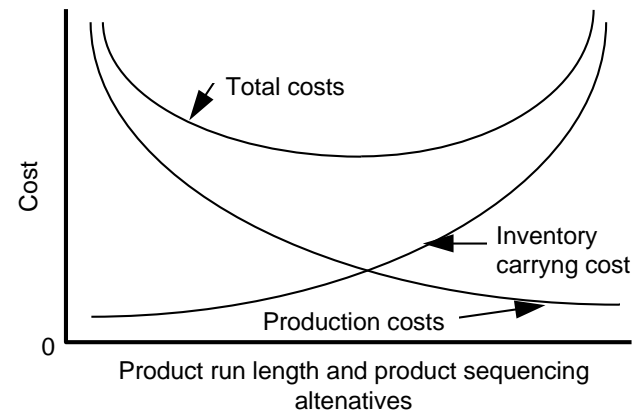 Total costs
Cost
Inventory
carryng cost
Production costs
0
Product run length and product sequencing
altenatives